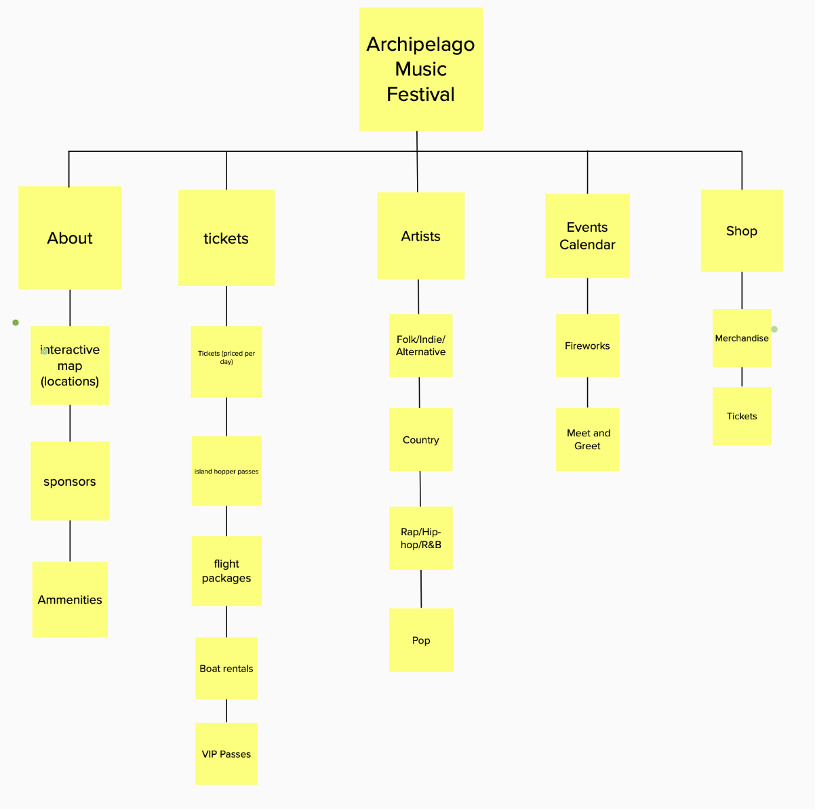 Archipelago
Music
Festival
About
tickets
Artists
Events
Calendar
Shop
interactive
map
(locations)
sponsors
Ammenities
Tickets (priced per
day)
island hopper passes
flight
packages
Boat rentals
VIP Passes
Folk/Indie/
Alternative
Country
Rap/Hip-
hop/R&B
Pop
Fireworks
Meet and
Greet
Merchandise
Tickets